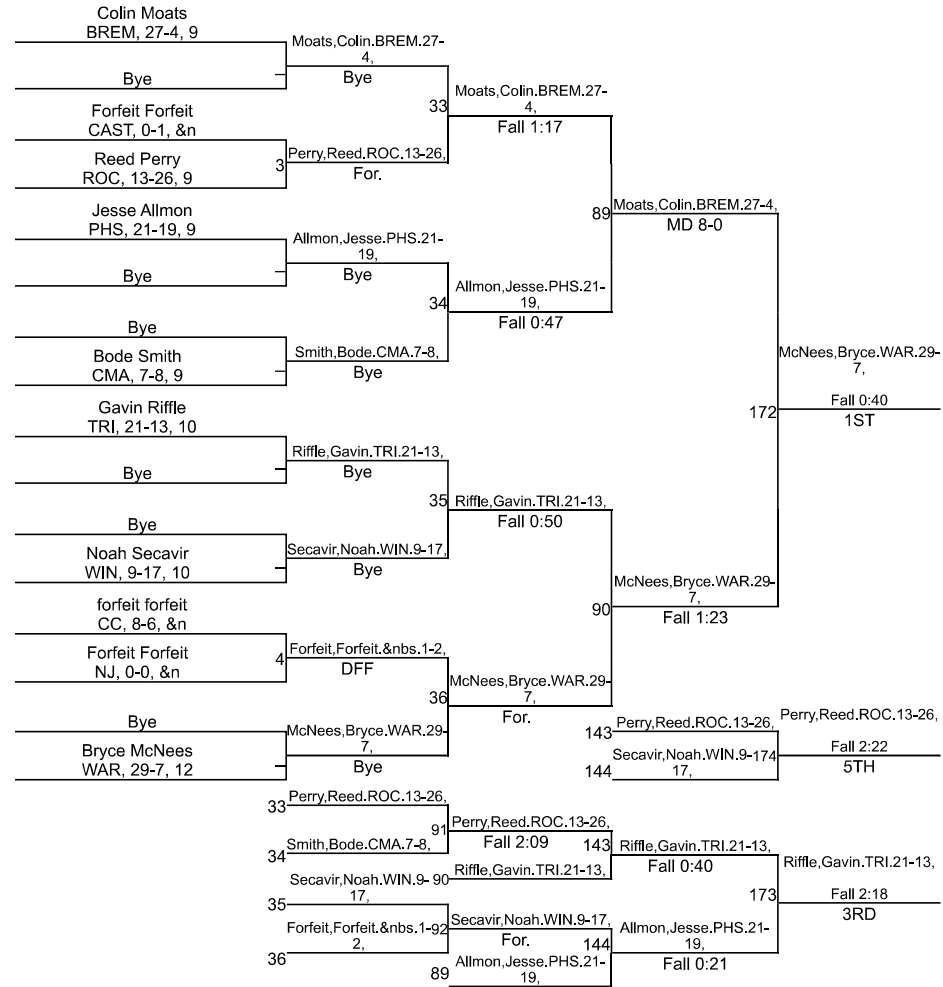 Colin Moats
BREM, 27-4, 9
Bye
Forfeit Forfeit
CAST, 0-1, &n
Reed Perry
ROC, 13-26, 9
Jesse Allmon
PHS, 21-19, 9
Bye
Bye
Bode Smith
CMA, 7-8, 9
Gavin Riffle
TRI, 21-13, 10
Bye
Bye
Noah Secavir
WIN, 9-17, 10
forfeit forfeit
CC, 8-6, &n
Forfeit Forfeit
NJ, 0-0, &n
Bye
Bryce McNees
WAR, 29-7, 12
Moats,Colin.BREM.27-
4,
Bye
3
Perry,Reed.ROC.13-26,
For.
Allmon,Jesse.PHS.21-
19,
Bye
Smith,Bode.CMA.7-8,
Bye
Riffle,Gavin.TRI.21-13,
Bye
Secavir,Noah.WIN.9-17,
Bye
4
Forfeit,Forfeit.&nbs.1-2,
DFF
McNees,Bryce.WAR.29-
7,
Bye
33
Moats,Colin.BREM.27-
4,
Fall 1:17
34
Allmon,Jesse.PHS.21-
19,
Fall 0:47
35
Riffle,Gavin.TRI.21-13,
Fall 0:50
36
McNees,Bryce.WAR.29-
7,
For.
89
Moats,Colin.BREM.27-4,
MD 8-0
90
McNees,Bryce.WAR.29-
7,
Fall 1:23
172
McNees,Bryce.WAR.29-
7,
Fall 0:40
1ST
143
Perry,Reed.ROC.13-26,
144
Secavir,Noah.WIN.9-
17,
174
Perry,Reed.ROC.13-26,
Fall 2:22
5TH
33
Perry,Reed.ROC.13-26,
34
Smith,Bode.CMA.7-8,
35
Secavir,Noah.WIN.9-
17,
36
Forfeit,Forfeit.&nbs.1-
2,
91
Perry,Reed.ROC.13-26,
Fall 2:09
90
Riffle,Gavin.TRI.21-13,
92
Secavir,Noah.WIN.9-17,
For.
89
Allmon,Jesse.PHS.21-
19,
143
Riffle,Gavin.TRI.21-13,
Fall 0:40
144
Allmon,Jesse.PHS.21-
19,
Fall 0:21
173
Riffle,Gavin.TRI.21-13,
Fall 2:18
3RD